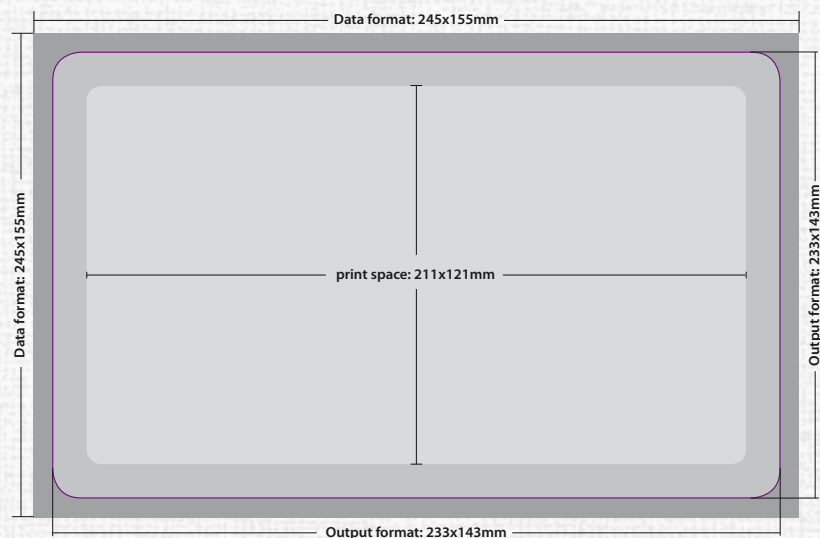 Data format: 245x155mm
Data format: 245x155mm
print space: 211x121mm
Output format: 233x143mm
Output format: 233x143mm